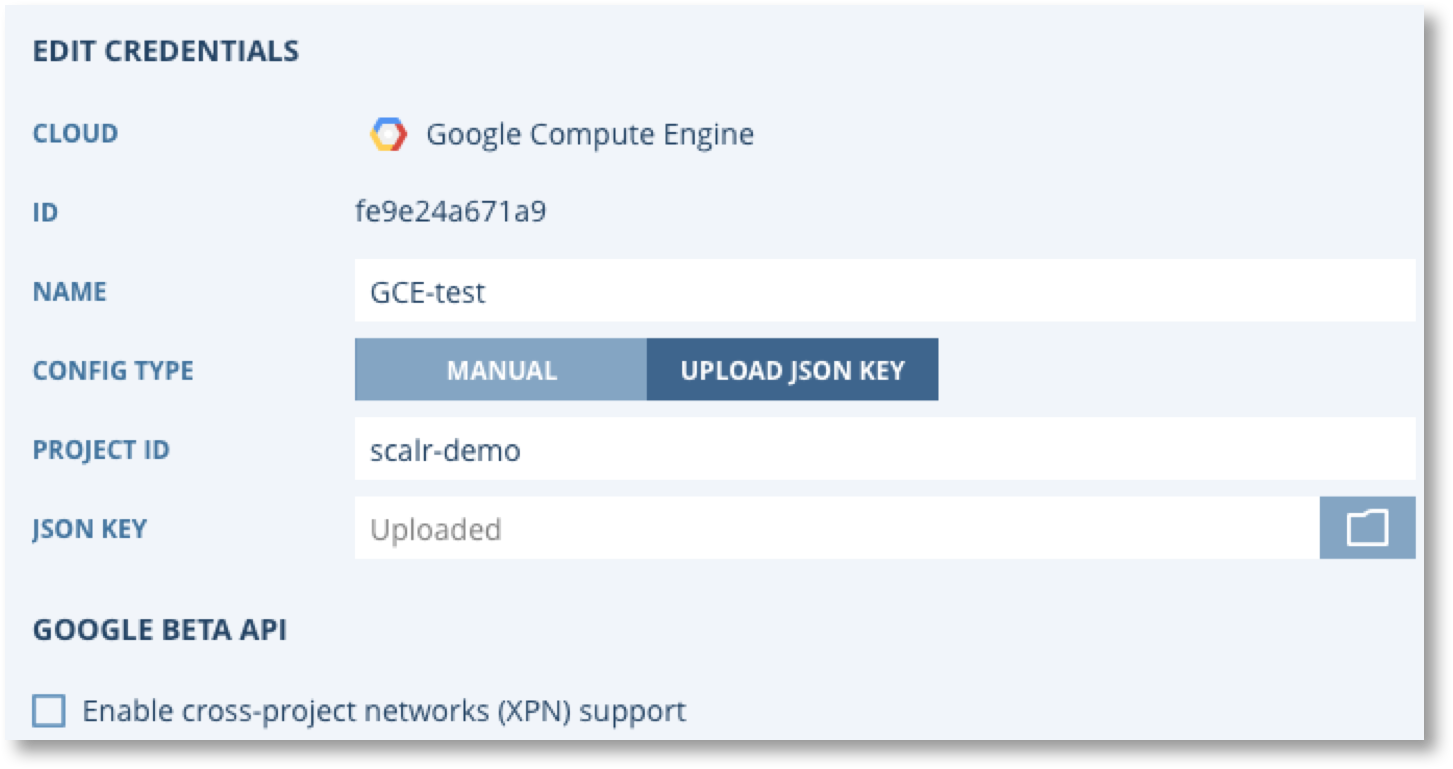 EDIT CREDENTIALS
CLOUD Google Compute Engine
ID fe9e24a671a9
NAME GCE-test
CONFIG TYPE MANUAL UPLOAD JSON KEY
PROJECT ID scalr-demo
JSON KEY Uploaded
GOOGLE BETA API
Enable cross-project networks (XPN) support